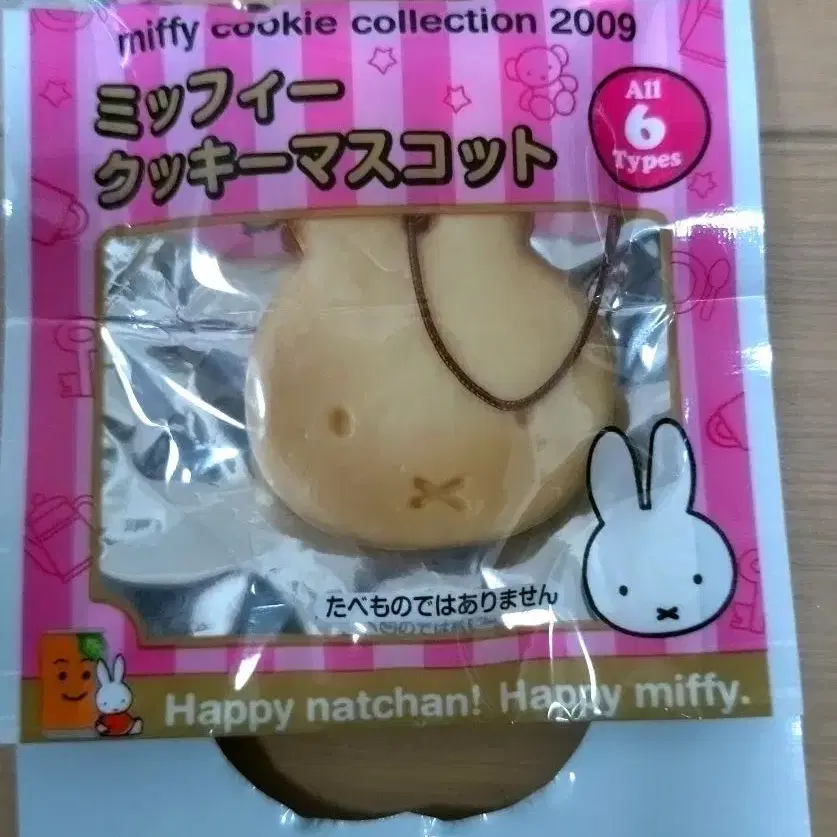 miffy cookie collection 2009
ミッフィー
クッキーマスコット
All
6
Types
たべものではありません
Happy natchan! Happy miffy.